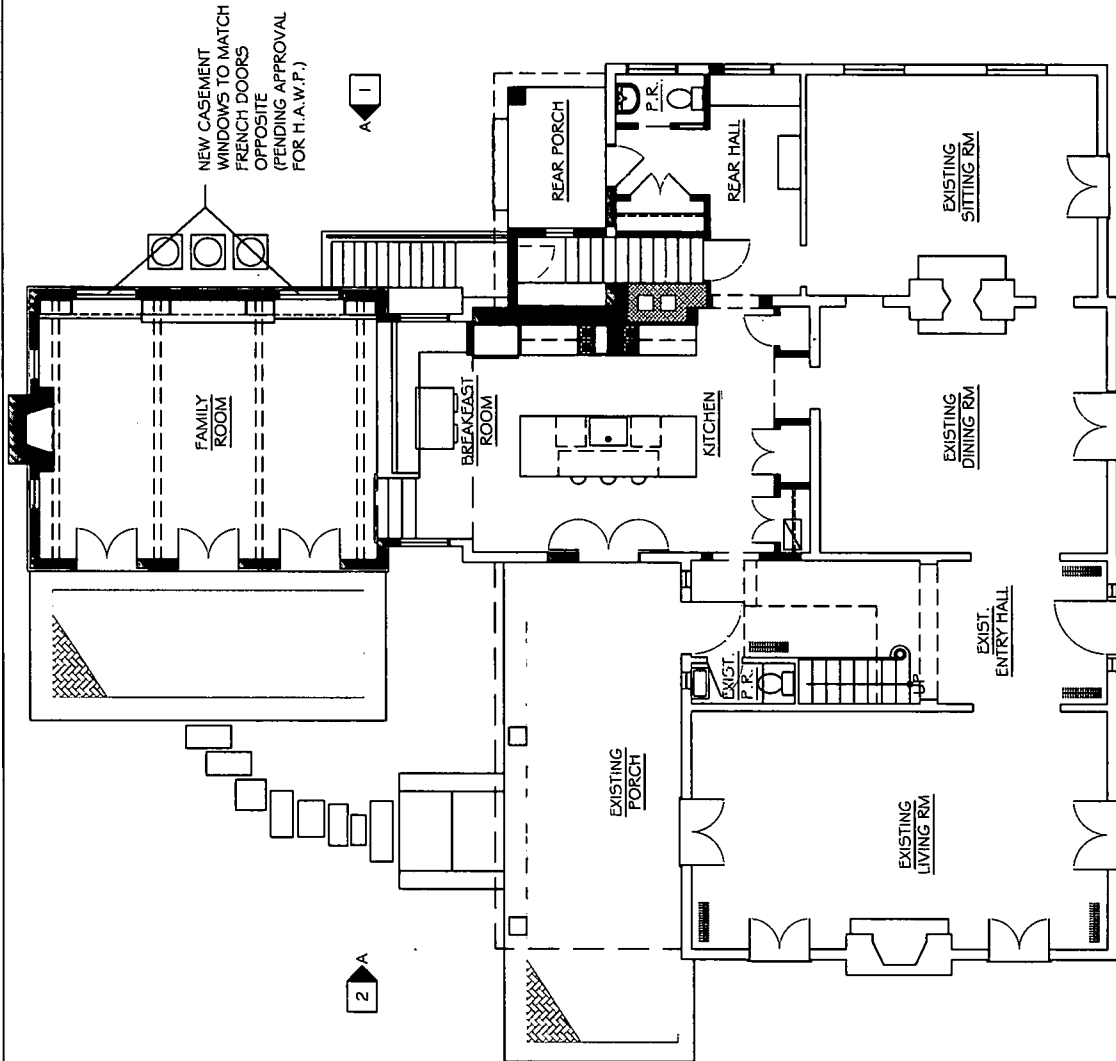 NEW CASEMENT
WINDOWS TO MATCH
FRENCH DOORS
OPPOSITE
(PENDING APPROVAL
FOR H.A.W.P.)
A
1
FAMILY
ROOM
REAR PORCH
P.R.
REAR HALL
BREAKFAST
ROOM
KITCHEN
EXISTING
SITTING RM
EXISTING
DINING RM
EXISTING
PORCH
EXIST
P.R.
UP
EXIST.
ENTRY HALL
EXISTING
LIVING RM
2
A